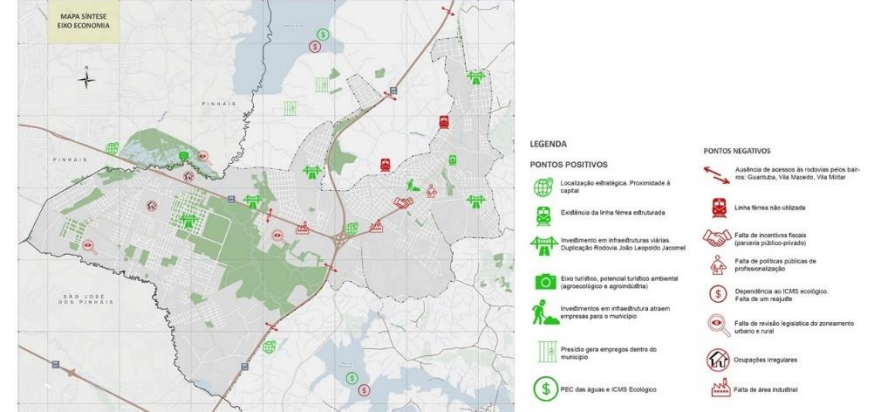 MAPA SÍNTESE
EIXO ECONOMIA
N
PINHAIS
PINHAIS
SÃO JOSÉ
DOS PINHAIS
LEGENDA
PONTOS POSITIVOS
Localização estratégica. Proximidade à
capital
Existência da linha férrea estruturada
Investimento em infraestruturas viárias.
Duplicação Rodovia João Leopoldo Jacomel
Eixo turístico, potencial turístico ambiental
(agroecológico e agroindústria)
Investimentos em infraestrutura atraem
empresas para o município
Presídio gera empregos dentro do
município
PEC das águas e ICMS Ecológico
PONTOS NEGATIVOS
Ausência de acessos às rodovias pelos bair-
ros: Guarituba, Vila Macedo, Vila Militar
Linha férrea não utilizada
Falta de incentivos fiscais
(parceria público-privado)
Falta de políticas públicas de
profissionalização
Dependência ao ICMS ecológico.
Falta de um reajuste
Falta de revisão legislativa do zoneamento
urbano e rural
Ocupações irregulares
Falta de área industrial